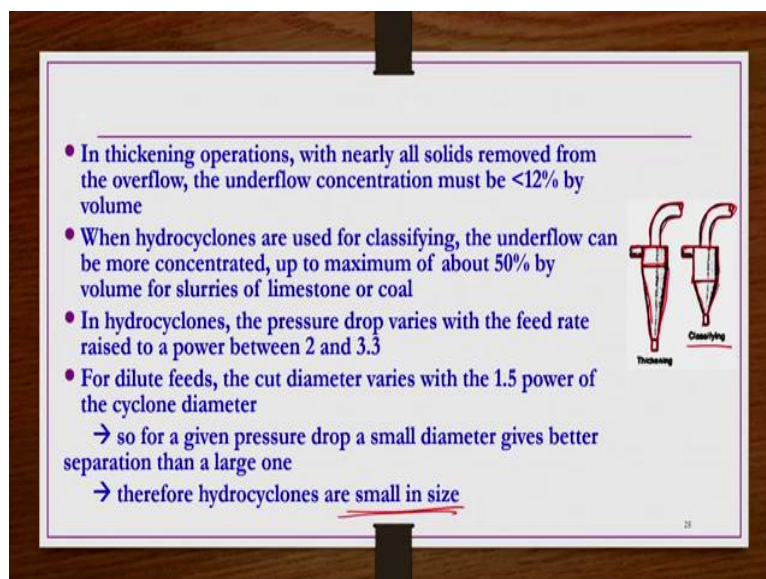 • In thickening operations, with nearly all solids removed from
the overflow, the underflow concentration must be <12% by
volume
• When hydrocyclones are used for classifying, the underflow can
be more concentrated, up to maximum of about 50% by
volume for slurries of limestone or coal
• In hydrocyclones, the pressure drop varies with the feed rate
raised to a power between 2 and 3.3
• For dilute feeds, the cut diameter varies with the 1.5 power of
the cyclone diameter
→ so for a given pressure drop a small diameter gives better
separation than a large one
→ therefore hydrocyclones are small in size
Classifying
Thickening
25